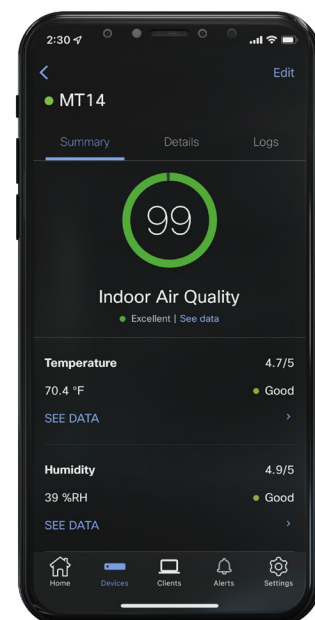 2:30
Edit
MT14
Summary Details Logs
99
Indoor Air Quality
Excellent | See data
Temperature 4.7/5
70.4 °F Good
SEE DATA
Humidity 4.9/5
39 %RH Good
SEE DATA
Home Devices Clients Alerts Settings